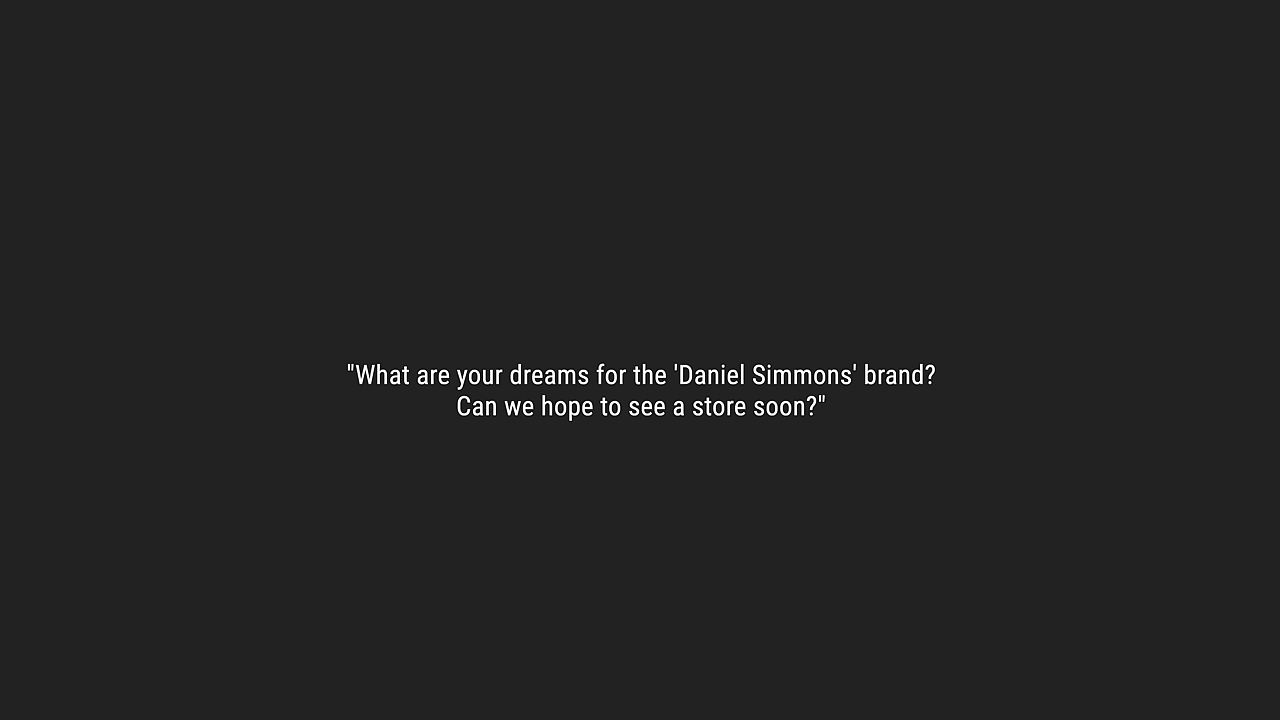 "What are your dreams for the 'Daniel Simmons' brand?
Can we hope to see a store soon?"